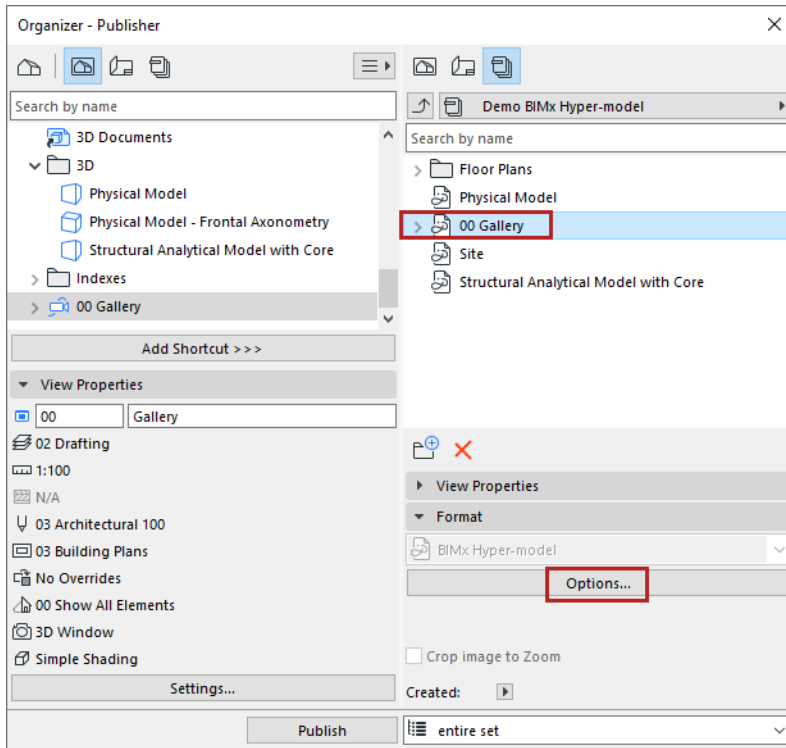 Organizer - Publisher
Search by name
3D Documents
3D
Physical Model
Physical Model - Frontal Axonometry
Structural Analytical Model with Core
Indexes
00 Gallery
Add Shortcut >>>
View Properties
00 Gallery
02 Drafting
1:100
N/A
03 Architectural 100
03 Building Plans
No Overrides
00 Show All Elements
3D Window
Simple Shading
Settings...
Demo BIMx Hyper-model
Search by name
Floor Plans
Physical Model
00 Gallery
Site
Structural Analytical Model with Core
View Properties
Format
BIMx Hyper-model
Options...
Crop image to Zoom
Created:
Publish
entire set